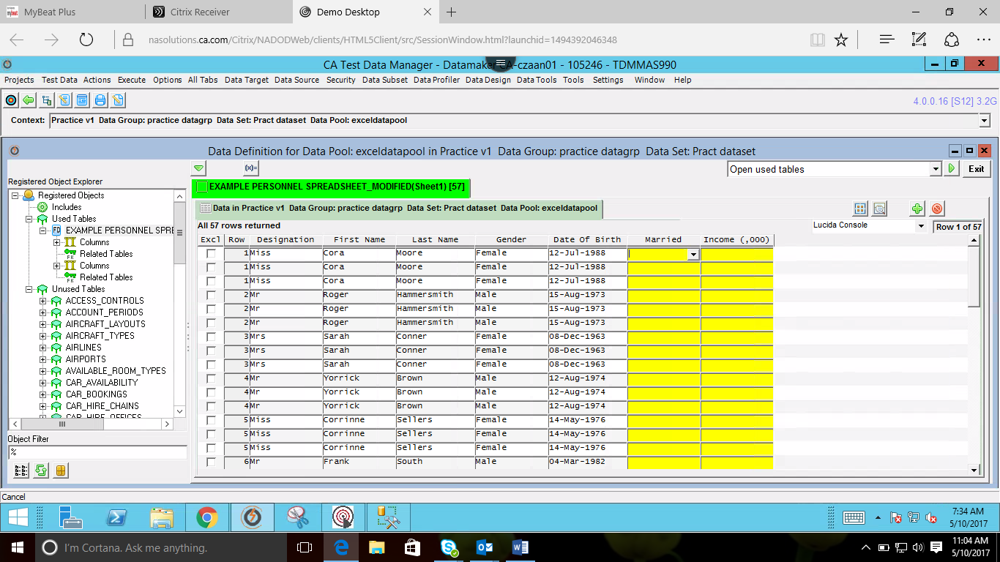 MyBeat Plus
Citrix Receiver
Demo Desktop
nasolutions.ca.com/Citrix/NADODWeb/clients/HTML5Client/src/SessionWindow.html?launchid=1494392046348
CA Test Data Manager - Datamaker -czaan01 - 105246 - TDMMAS990
Projects Test Data Actions Execute Options All Tabs Data Target Data Source Security Data Subset Data Profiler Data Design Data Tools Tools Settings Window Help
4.0.0.16 [S12] 3.2G
Context: Practice v1 Data Group: practice datagrp Data Set: Pract dataset Data Pool: exceldatapool
Data Definition for Data Pool: exceldatapool in Practice v1 Data Group: practice datagrp Data Set: Pract dataset
(x)=
Open used tables
Exit
Registered Object Explorer
Registered Objects
Includes
Used Tables
EXAMPLE PERSONNEL SPRE
Columns
Related Tables
Columns
Related Tables
Unused Tables
ACCESS_CONTROLS
ACCOUNT_PERIODS
AIRCRAFT_LAYOUTS
AIRCRAFT_TYPES
AIRLINES
AIRPORTS
AVAILABLE_ROOM_TYPES
CAR_AVAILABILITY
CAR_BOOKINGS
CAR_HIRE_CHAINS
CAR_HIRE_OFFICES
Object Filter
%
EXAMPLE PERSONNEL SPREADSHEET_MODIFIED(Sheet1) [57]
Data in Practice v1 Data Group: practice datagrp Data Set: Pract dataset Data Pool: exceldatapool
All 57 rows returned
Lucida Console
Row 1 of 57
Excl Row Designation First Name Last Name Gender Date Of Birth Married Income (,000)
1 Miss Cora Moore Female 12-Jul-1988
1 Miss Cora Moore Female 12-Jul-1988
1 Miss Cora Moore Female 12-Jul-1988
2 Mr Roger Hammersmith Male 15-Aug-1973
2 Mr Roger Hammersmith Male 15-Aug-1973
2 Mr Roger Hammersmith Male 15-Aug-1973
3 Mrs Sarah Conner Female 08-Dec-1963
3 Mrs Sarah Conner Female 08-Dec-1963
3 Mrs Sarah Conner Female 08-Dec-1963
4 Mr Yorrick Brown Male 12-Aug-1974
4 Mr Yorrick Brown Male 12-Aug-1974
4 Mr Yorrick Brown Male 12-Aug-1974
5 Miss Corrinne Sellers Female 14-May-1976
5 Miss Corrinne Sellers Female 14-May-1976
5 Miss Corrinne Sellers Female 14-May-1976
6 Mr Frank South Male 04-Mar-1982
Cancel
7:34 AM
5/10/2017
I'm Cortana. Ask me anything.
11:04 AM
5/10/2017